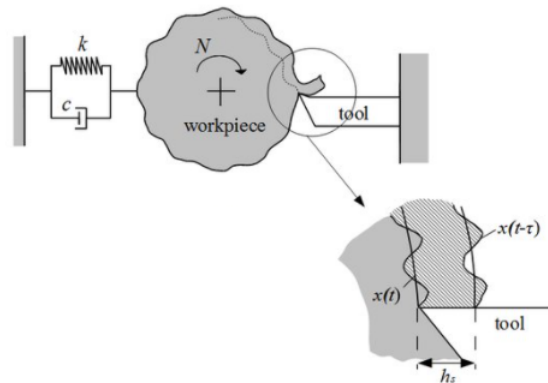 k
c
N
workpiece
tool
x(t-τ)
x(t)
tool
hs